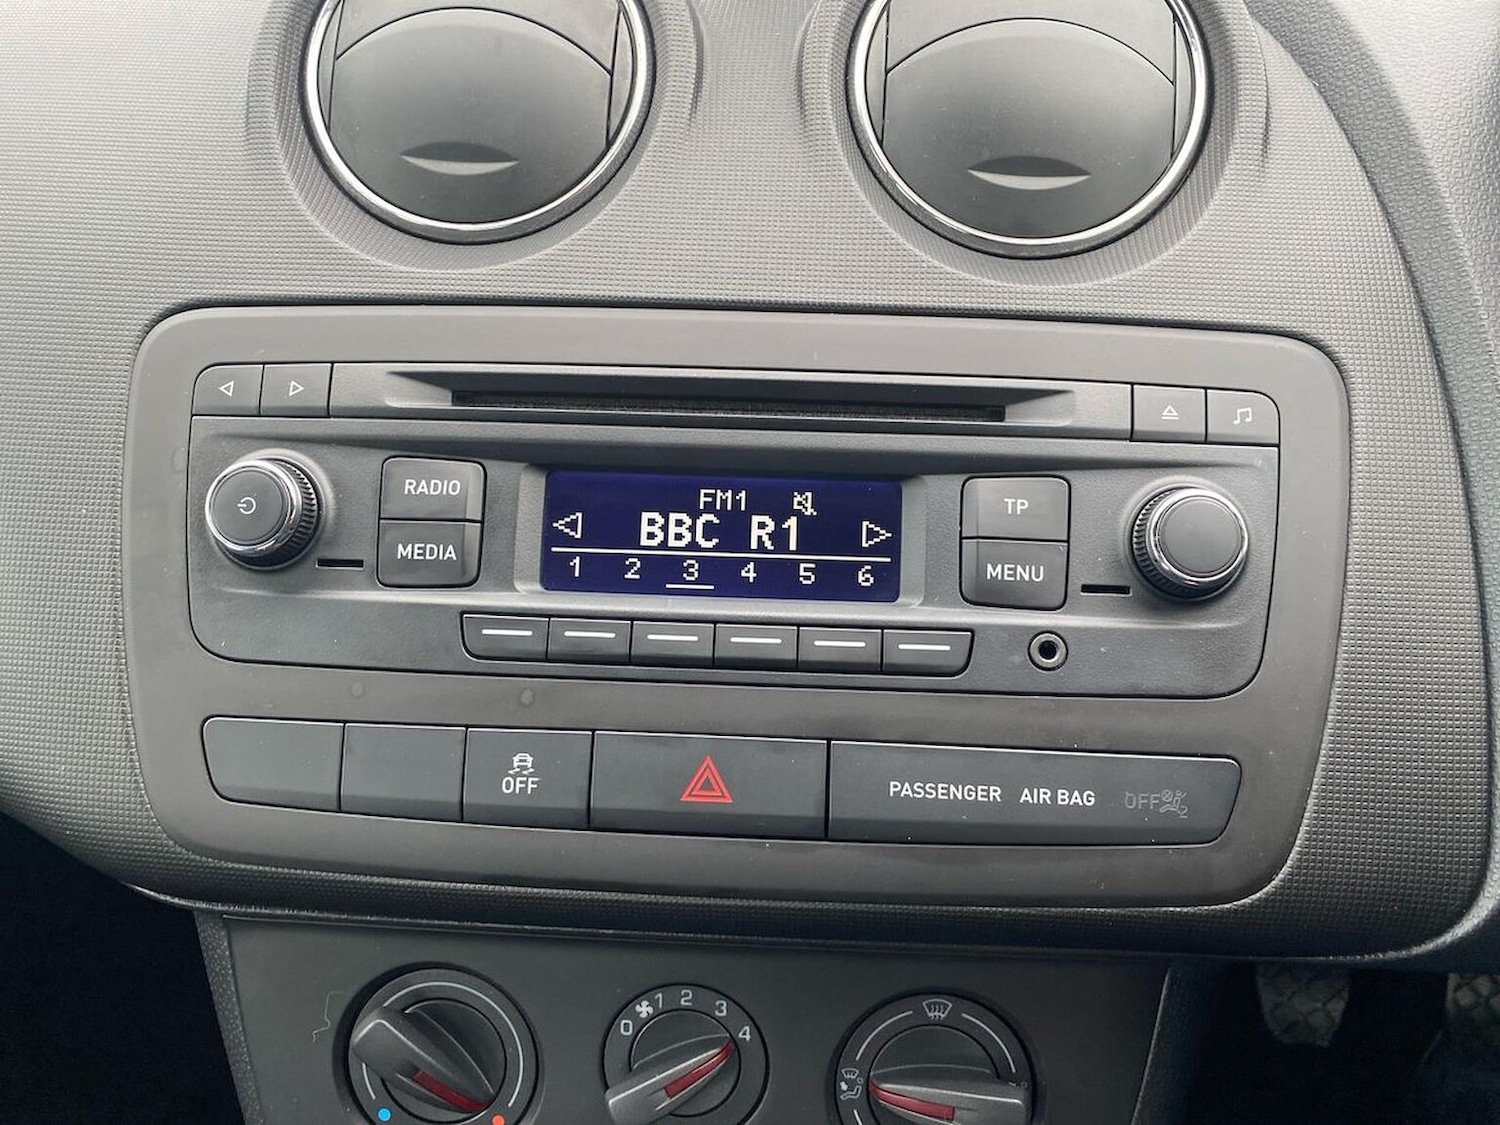 RADIO
MEDIA
FM1
BBC R1
1 2 3 4 5 6
TP
MENU
OFF
PASSENGER AIR BAG OFF 2
0 1 2 3 4